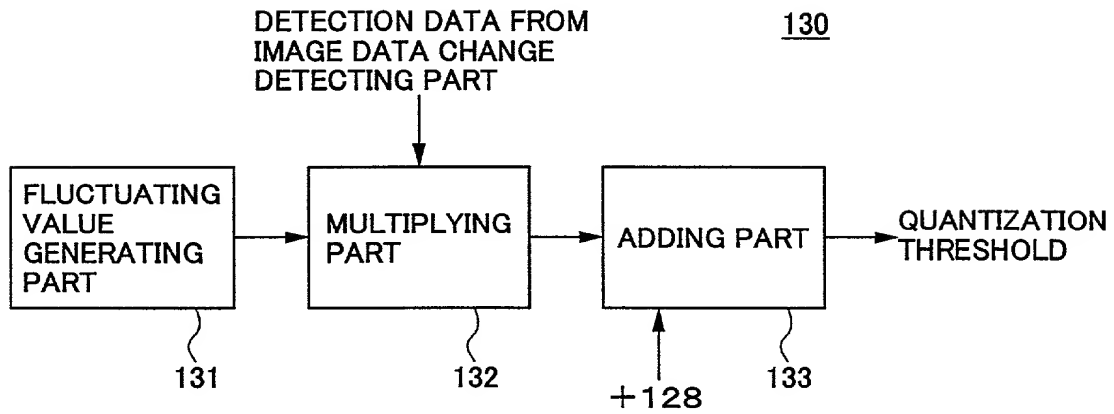 DETECTION DATA FROM
IMAGE DATA CHANGE
DETECTING PART
130
FLUCTUATING
VALUE
GENERATING
PART
MULTIPLYING
PART
ADDING PART
QUANTIZATION
THRESHOLD
131
132
+128
133